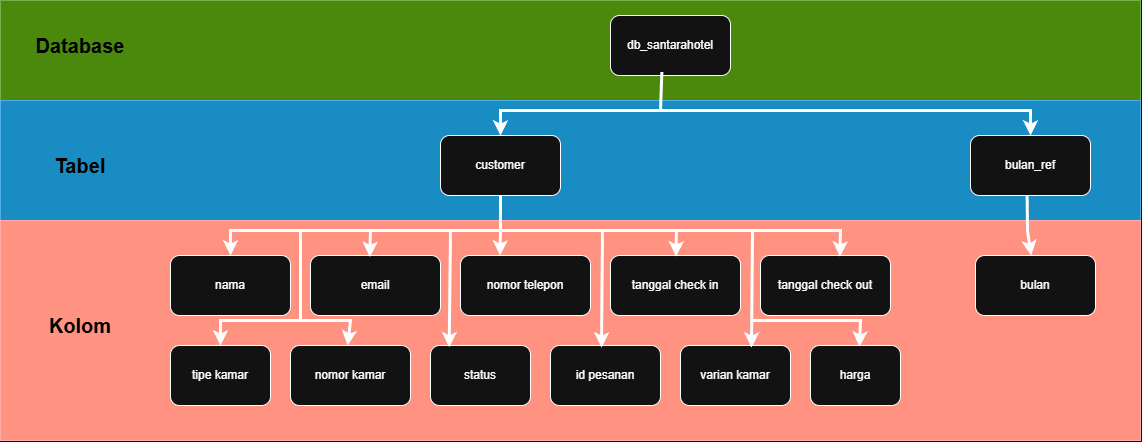 Database
db_santarahotel
Tabel
customer
bulan_ref
Kolom
nama
email
nomor telepon
tanggal check in
tanggal check out
bulan
tipe kamar
nomor kamar
status
id pesanan
varian kamar
harga